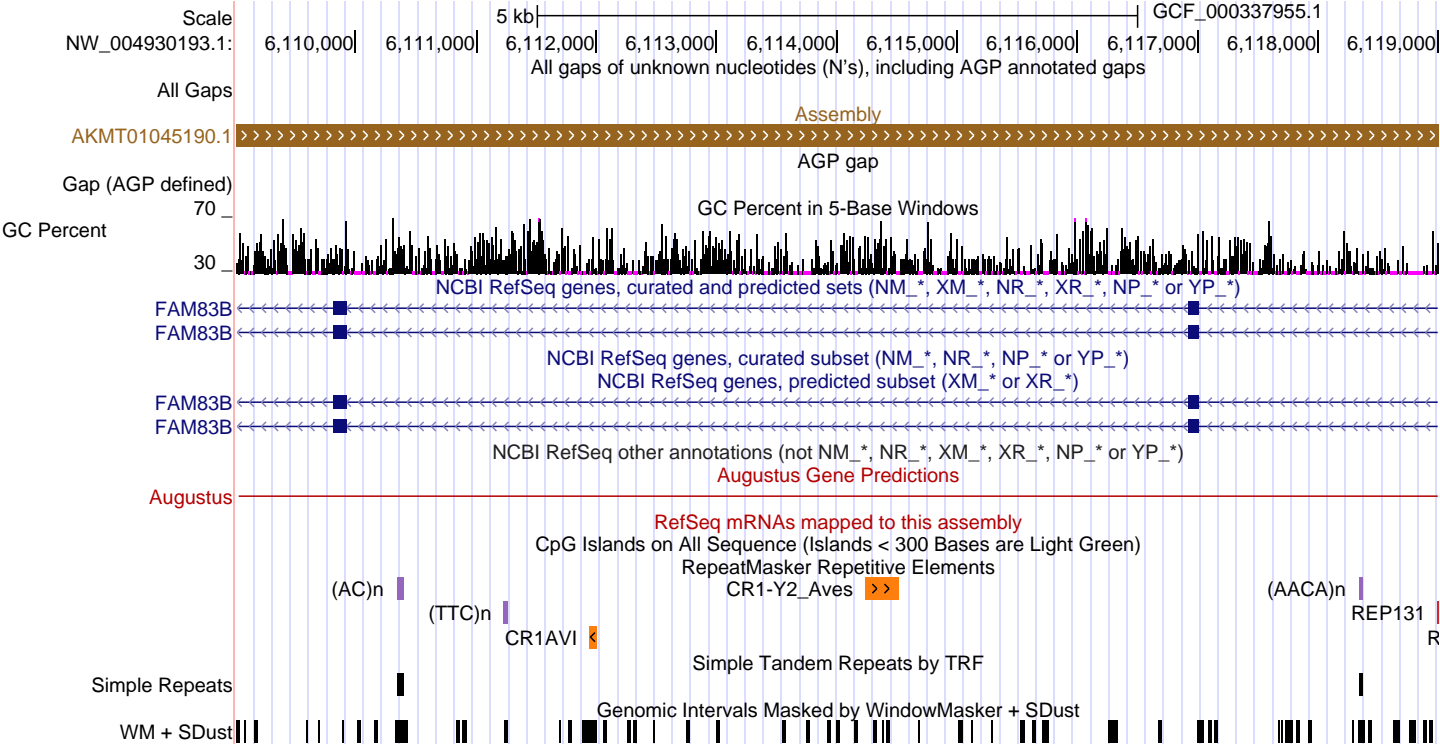 Scale 5 kb GCF_000337955.1
NW_004930193.1: 6,110,000 6,111,000 6,112,000 6,113,000 6,114,000 6,115,000 6,116,000 6,117,000 6,118,000 6,119,000
All gaps of unknown nucleotides (N's), including AGP annotated gaps
All Gaps
Assembly
AKMT01045190.1
AGP gap
Gap (AGP defined)
GC Percent in 5-Base Windows
70
GC Percent
30
NCBI RefSeq genes, curated and predicted sets (NM_*, XM_*, NR_*, XR_*, NP_* or YP_*)
FAM83B
FAM83B
NCBI RefSeq genes, curated subset (NM_*, NR_*, NP_* or YP_*)
NCBI RefSeq genes, predicted subset (XM_* or XR_*)
FAM83B
FAM83B
NCBI RefSeq other annotations (not NM_*, NR_*, XM_*, XR_*, NP_* or YP_*)
Augustus Gene Predictions
Augustus
RefSeq mRNAs mapped to this assembly
CpG Islands on All Sequence (Islands < 300 Bases are Light Green)
RepeatMasker Repetitive Elements
(AC)n CR1-Y2_Aves (AACA)n
(TTC)n REP131
CR1AVI R
Simple Tandem Repeats by TRF
Simple Repeats
Genomic Intervals Masked by WindowMasker + SDust
WM + SDust